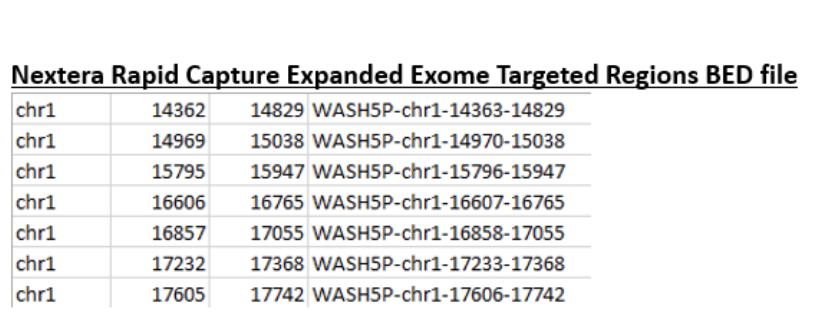 Nextera Rapid Capture Expanded Exome Targeted Regions BED file
chr1 14362 14829 WASH5P-chr1-14363-14829
chr1 14969 15038 WASH5P-chr1-14970-15038
chr1 15795 15947 WASH5P-chr1-15796-15947
chr1 16606 16765 WASH5P-chr1-16607-16765
chr1 16857 17055 WASH5P-chr1-16858-17055
chr1 17232 17368 WASH5P-chr1-17233-17368
chr1 17605 17742 WASH5P-chr1-17606-17742